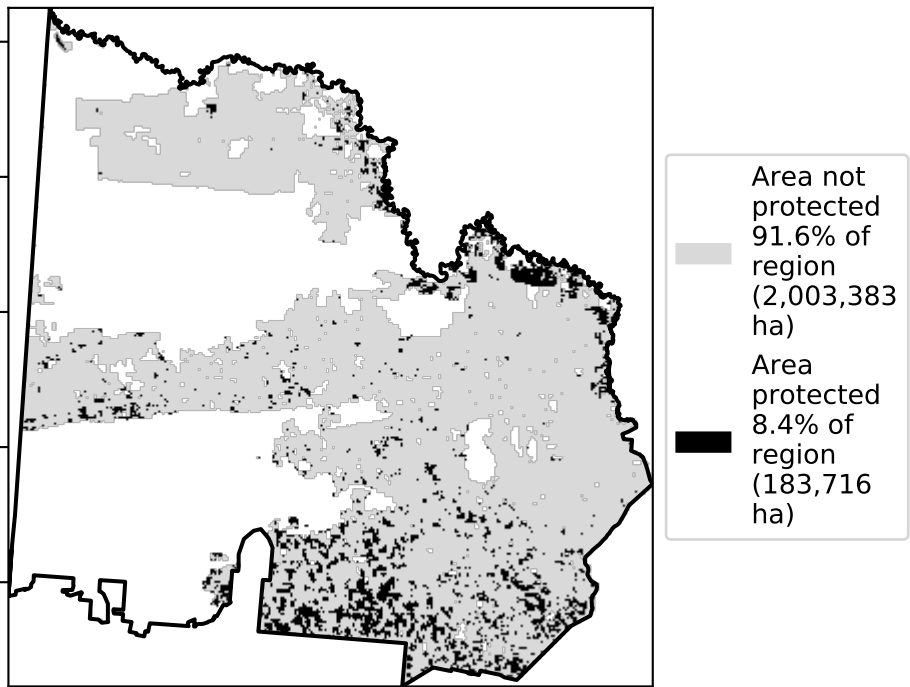 Area not
protected
91.6% of
region
(2,003,383
ha)
Area
protected
8.4% of
region
(183,716
ha)